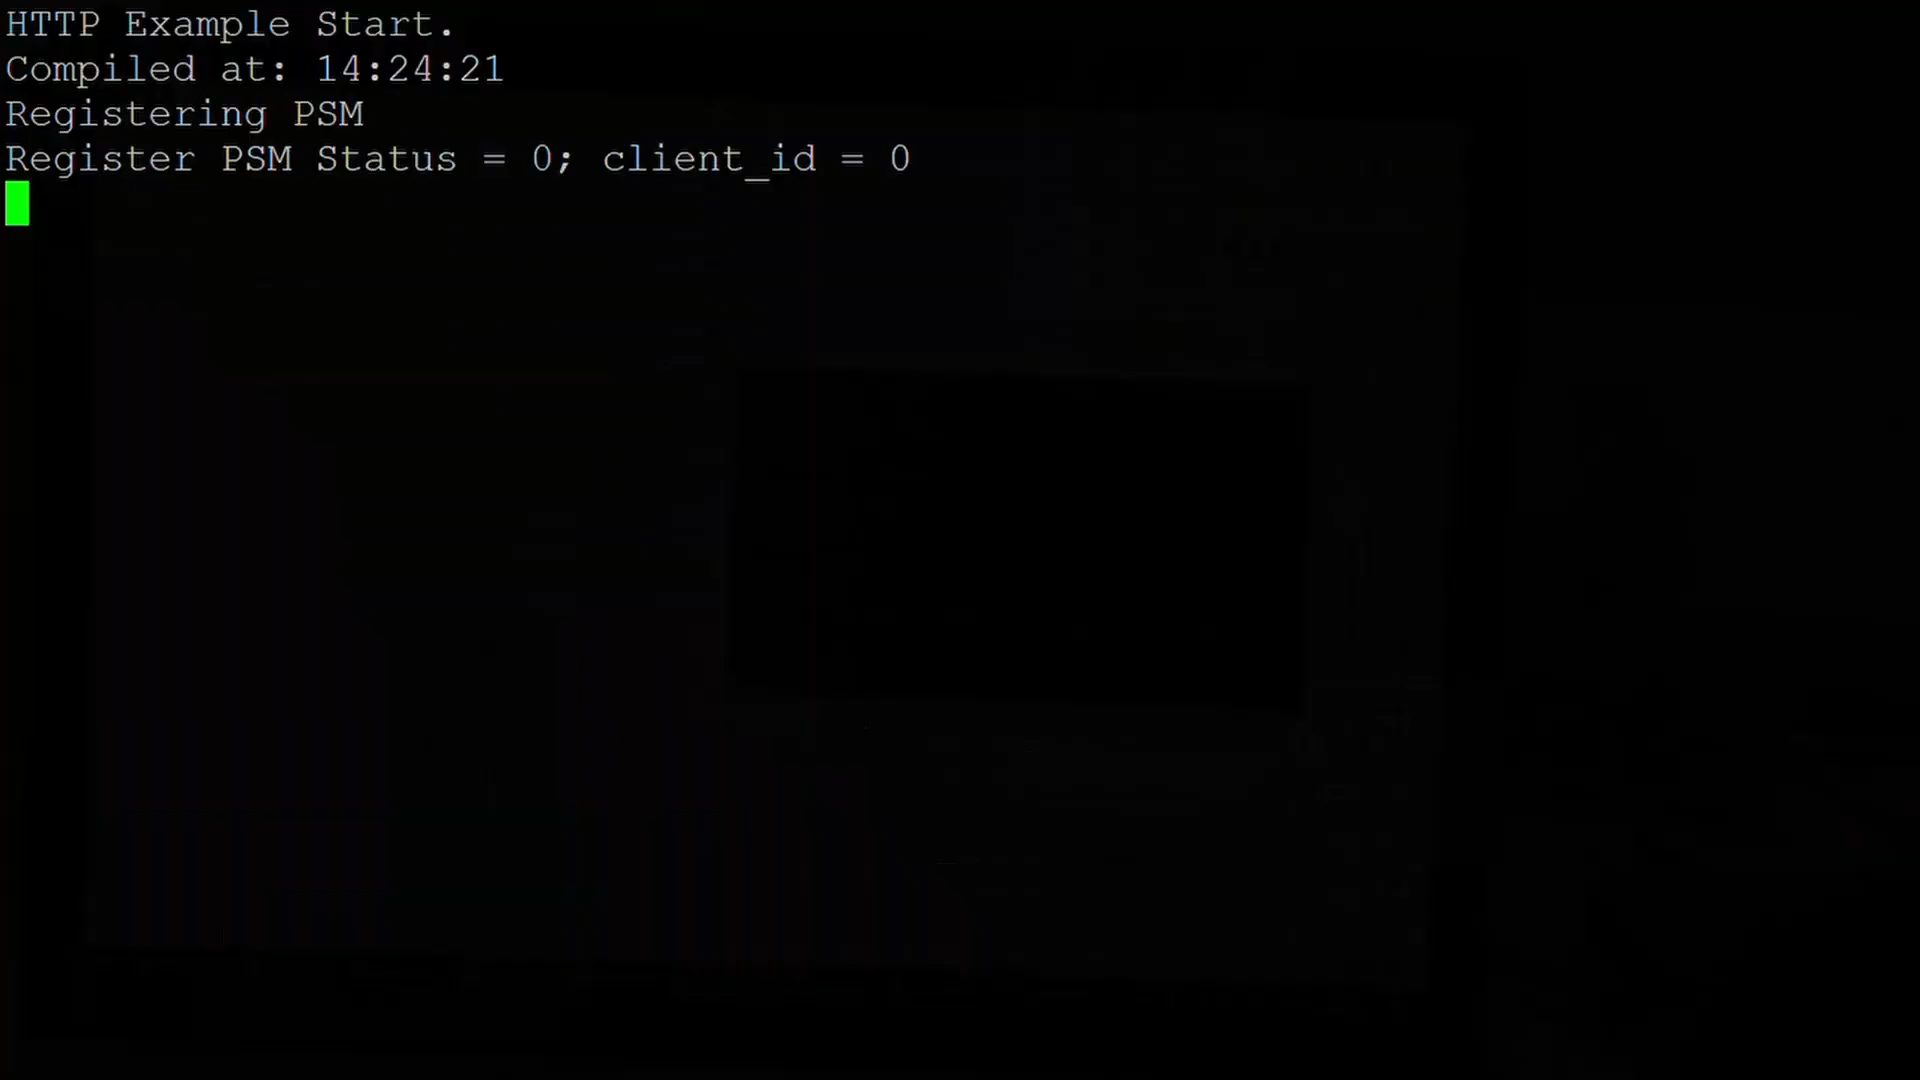 HTTP Example Start.
Compiled at: 14:24:21
Registering PSM
Register PSM Status = 0; client_id = 0